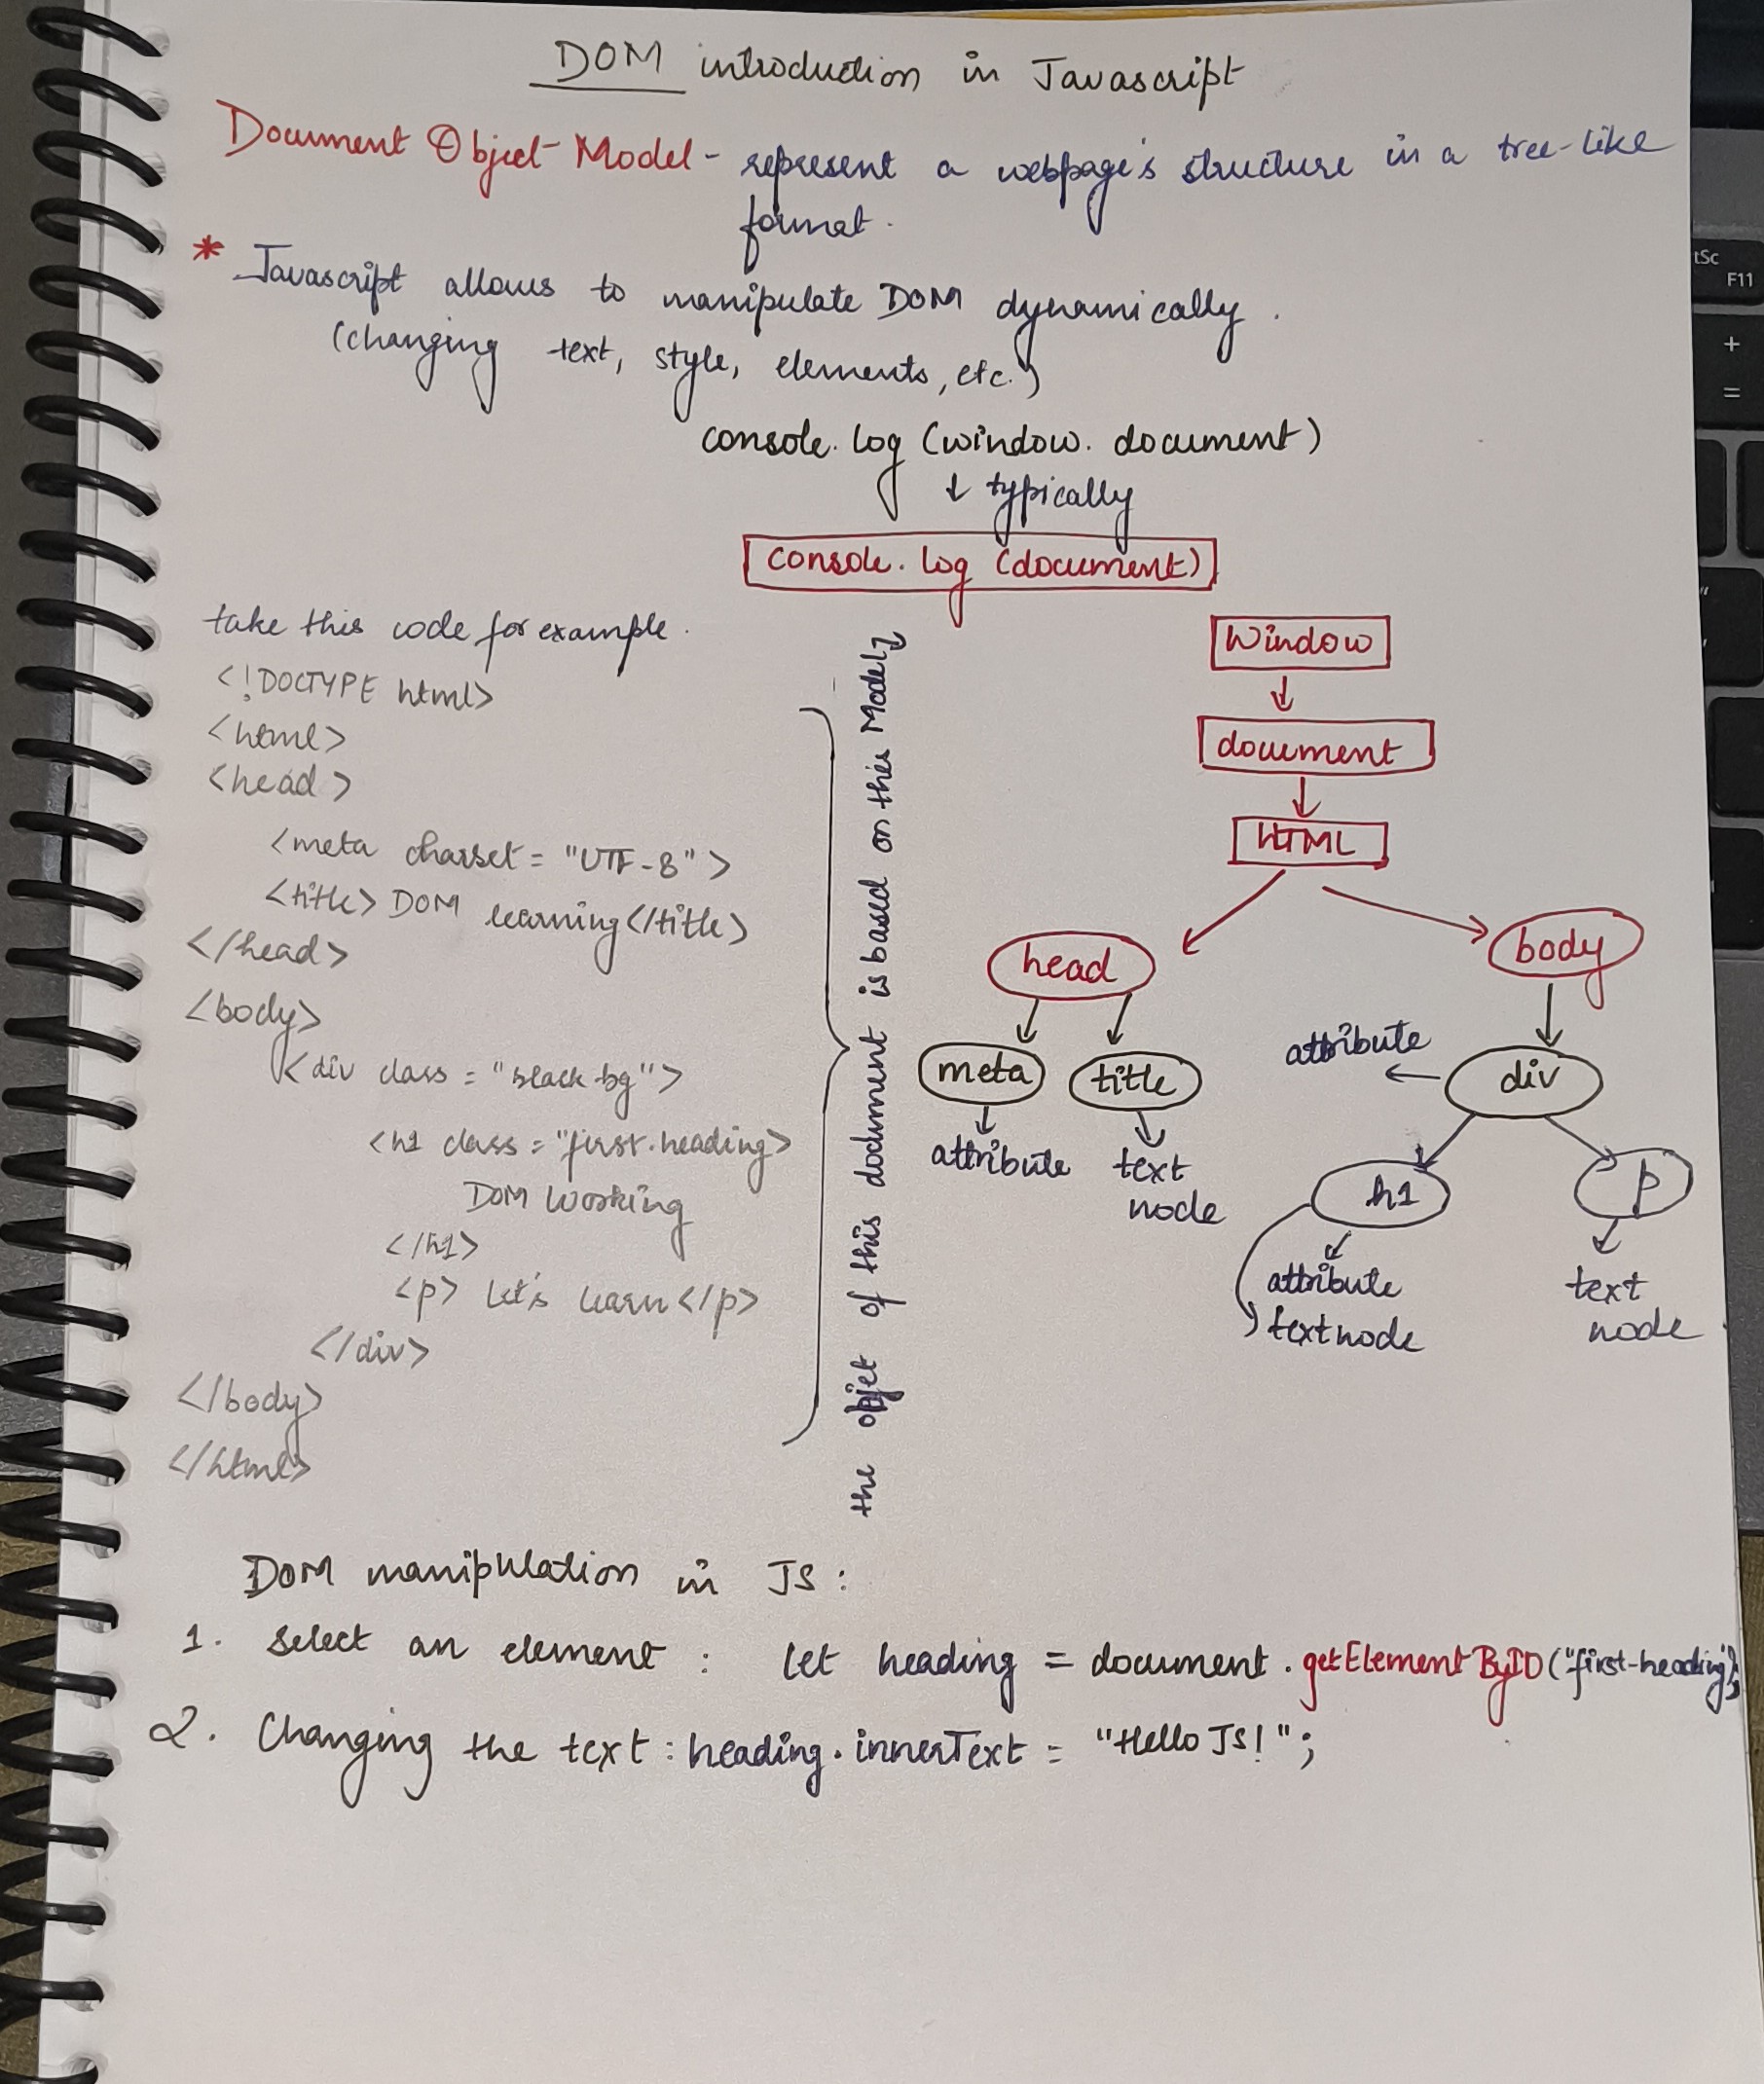 DOM introduction in Javascript
Document Object Model - represent a webpage's structure in a tree-like
format.
* Javascript allows to manipulate DOM dynamically.
(changing text, style, elements, etc.)
console.log (window. document)
↓ typically
console.log (document)
take this code for example.
<!DOCTYPE html>
<html>
<head>
<meta charset = "UTF-8">
<title> DOM learning</title>
</head>
<body>
<div class = "black-bg">
<h1 class = "first-heading>
DOM Working
</h1>
<p> let's learn </p>
</div>
</body>
</html>
the objet of this document is based on this Model
Window
document
HTML
head
body
meta
title
attribute
div
attribute
text
node
h1
p
attribute
textnode
text
node
DOM manipulation in JS :
1. Select an element : let heading = document.getElementByID("first-heading");
2. Changing the text : heading.innerText = "Hello JS!";
tSc
F11
+
=